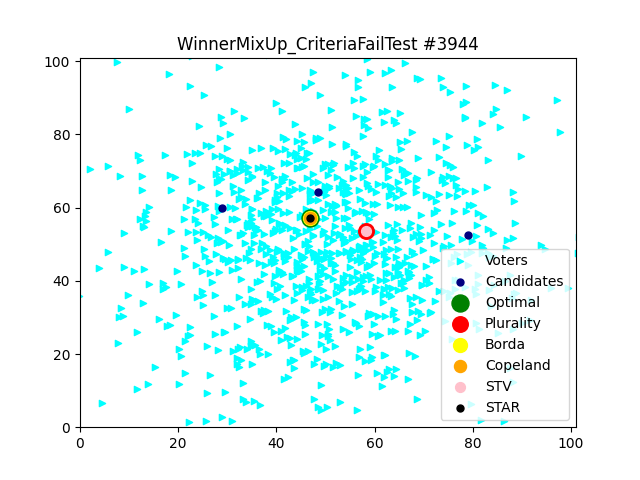 WinnerMixUp_CriteriaFailTest #3944
100
80
60
40
20
0
0 20 40 60 80 100
Voters
Candidates
Optimal
Plurality
Borda
Copeland
STV
STAR